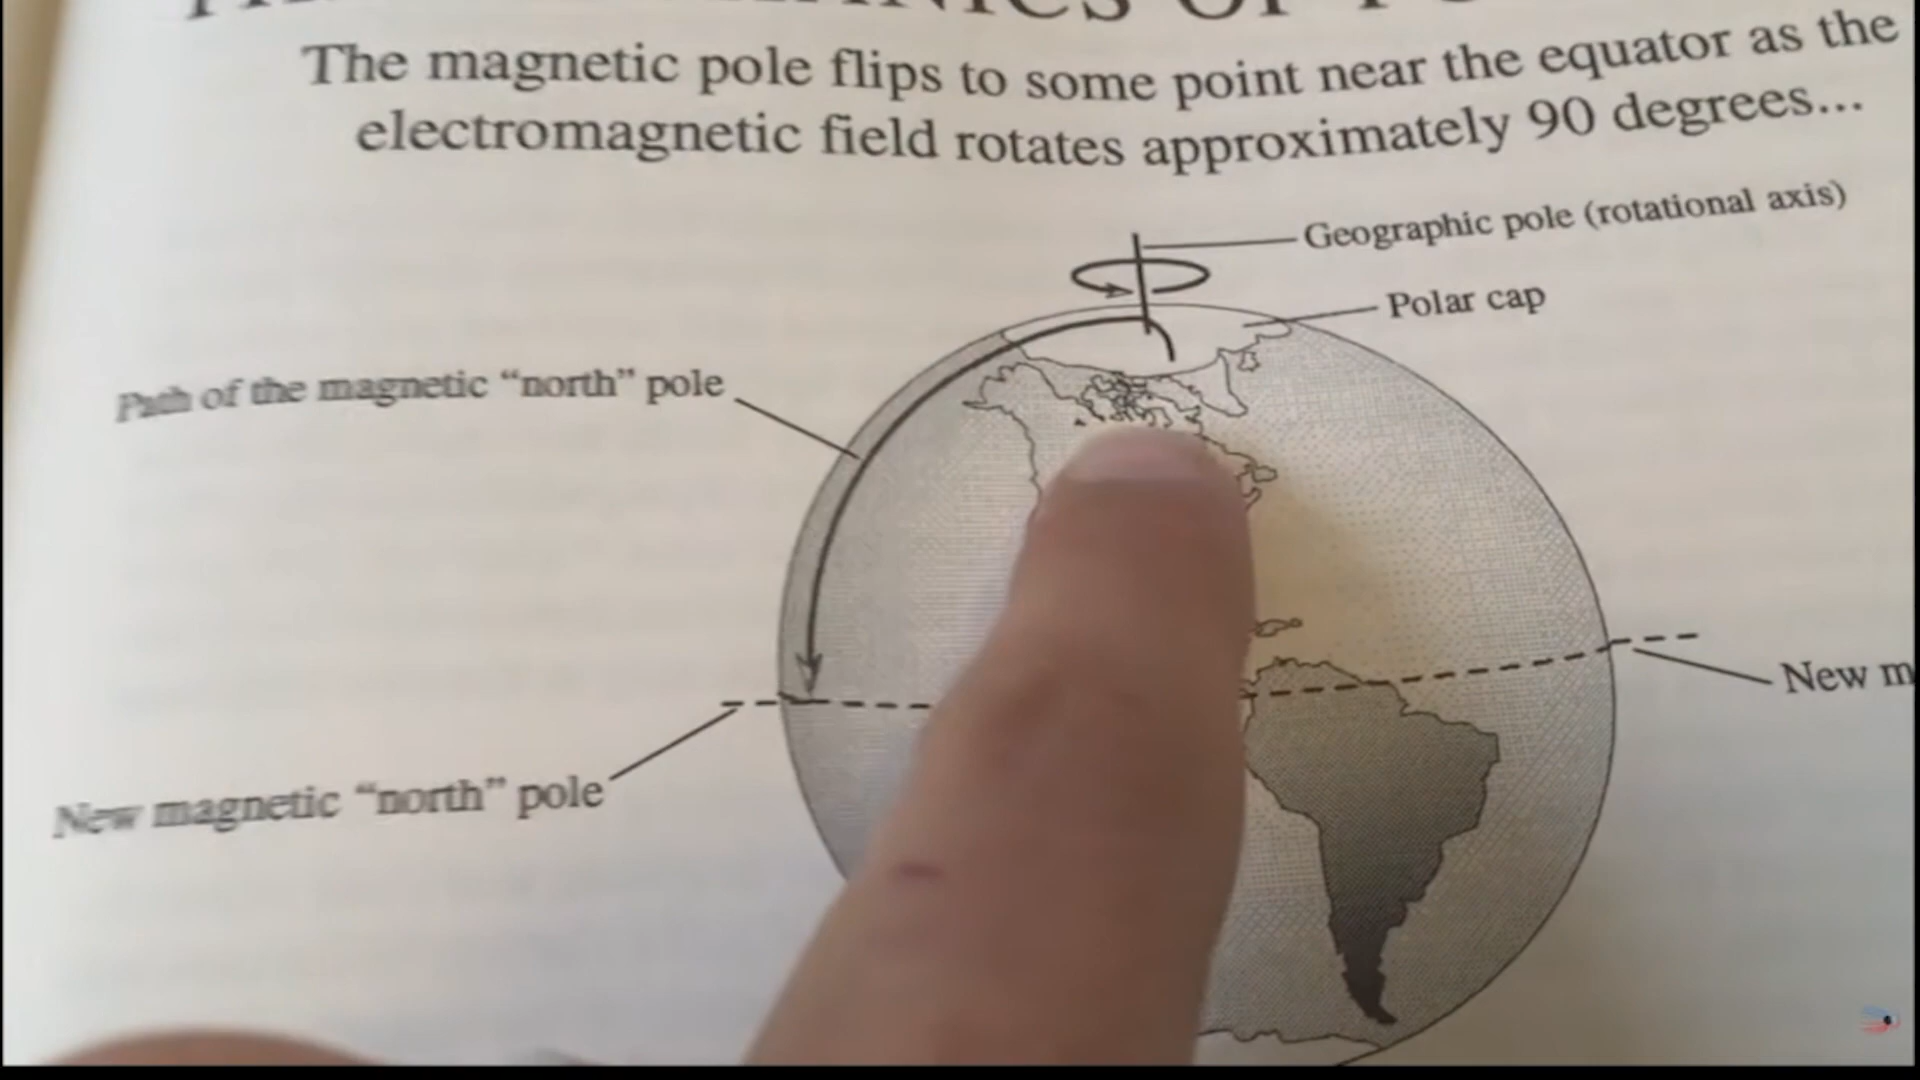 The magnetic pole flips to some point near the equator as the
electromagnetic field rotates approximately 90 degrees...
Geographic pole (rotational axis)
Polar cap
Path of the magnetic “north” pole
New
New magnetic “north” pole